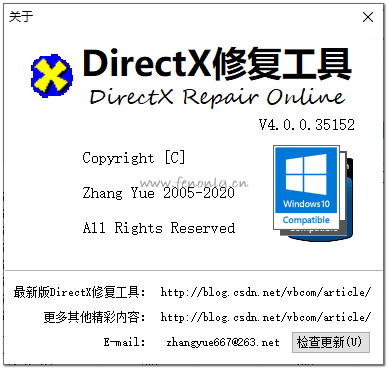 关于
DirectX修复工具
DirectX Repair Online
V4.0.0.35152
Copyright [C]
www.fenonlq.cn
Zhang Yue 2005-2020
All Rights Reserved
Windows10
Compatible
Compatible
最新版DirectX修复工具: http://blog.csdn.net/vbcom/article/
更多其他精彩内容: http://blog.csdn.net/vbcom/article/
E-mail: zhangyue667@263.net
检查更新(U)